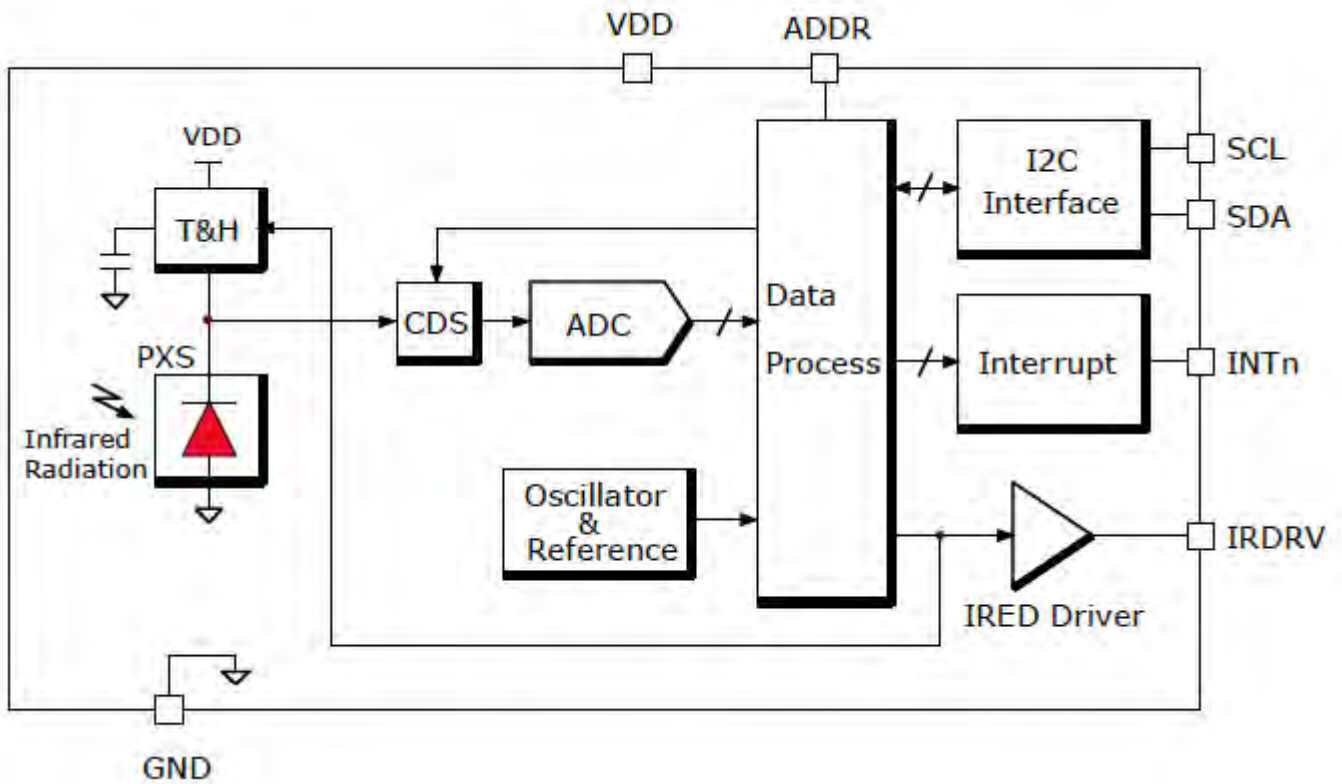 VDD
ADDR
VDD
T&H
I2C
Interface
SCL
SDA
CDS
ADC
Data
Process
PXS
Infrared
Radiation
Interrupt
INTn
Oscillator
&
Reference
IRDRV
IRED Driver
GND